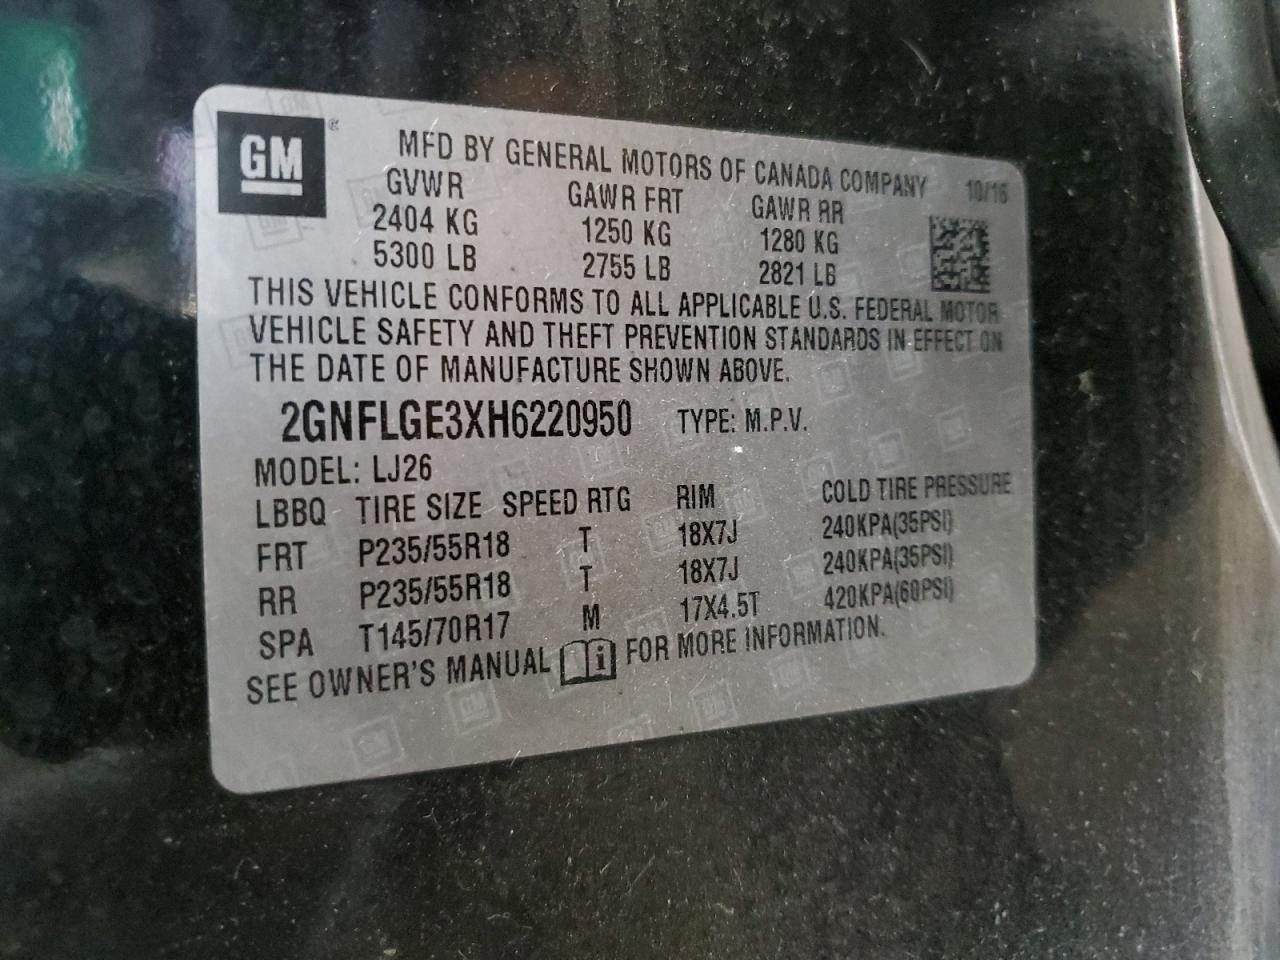 GM
MFD BY GENERAL MOTORS OF CANADA COMPANY 10/16
GVWR GAWR FRT GAWR RR
2404 KG 1250 KG 1280 KG
5300 LB 2755 LB 2821 LB
THIS VEHICLE CONFORMS TO ALL APPLICABLE U.S. FEDERAL MOTOR
VEHICLE SAFETY AND THEFT PREVENTION STANDARDS IN EFFECT ON
THE DATE OF MANUFACTURE SHOWN ABOVE.
2GNFLGE3XH6220950 TYPE: M.P.V.
MODEL: LJ26
LBBQ TIRE SIZE SPEED RTG RIM COLD TIRE PRESSURE
FRT P235/55R18 T 18X7J 240KPA(35PSI)
RR P235/55R18 T 18X7J 240KPA(35PSI)
SPA T145/70R17 M 17X4.5T 420KPA(60PSI)
SEE OWNER'S MANUAL i FOR MORE INFORMATION.